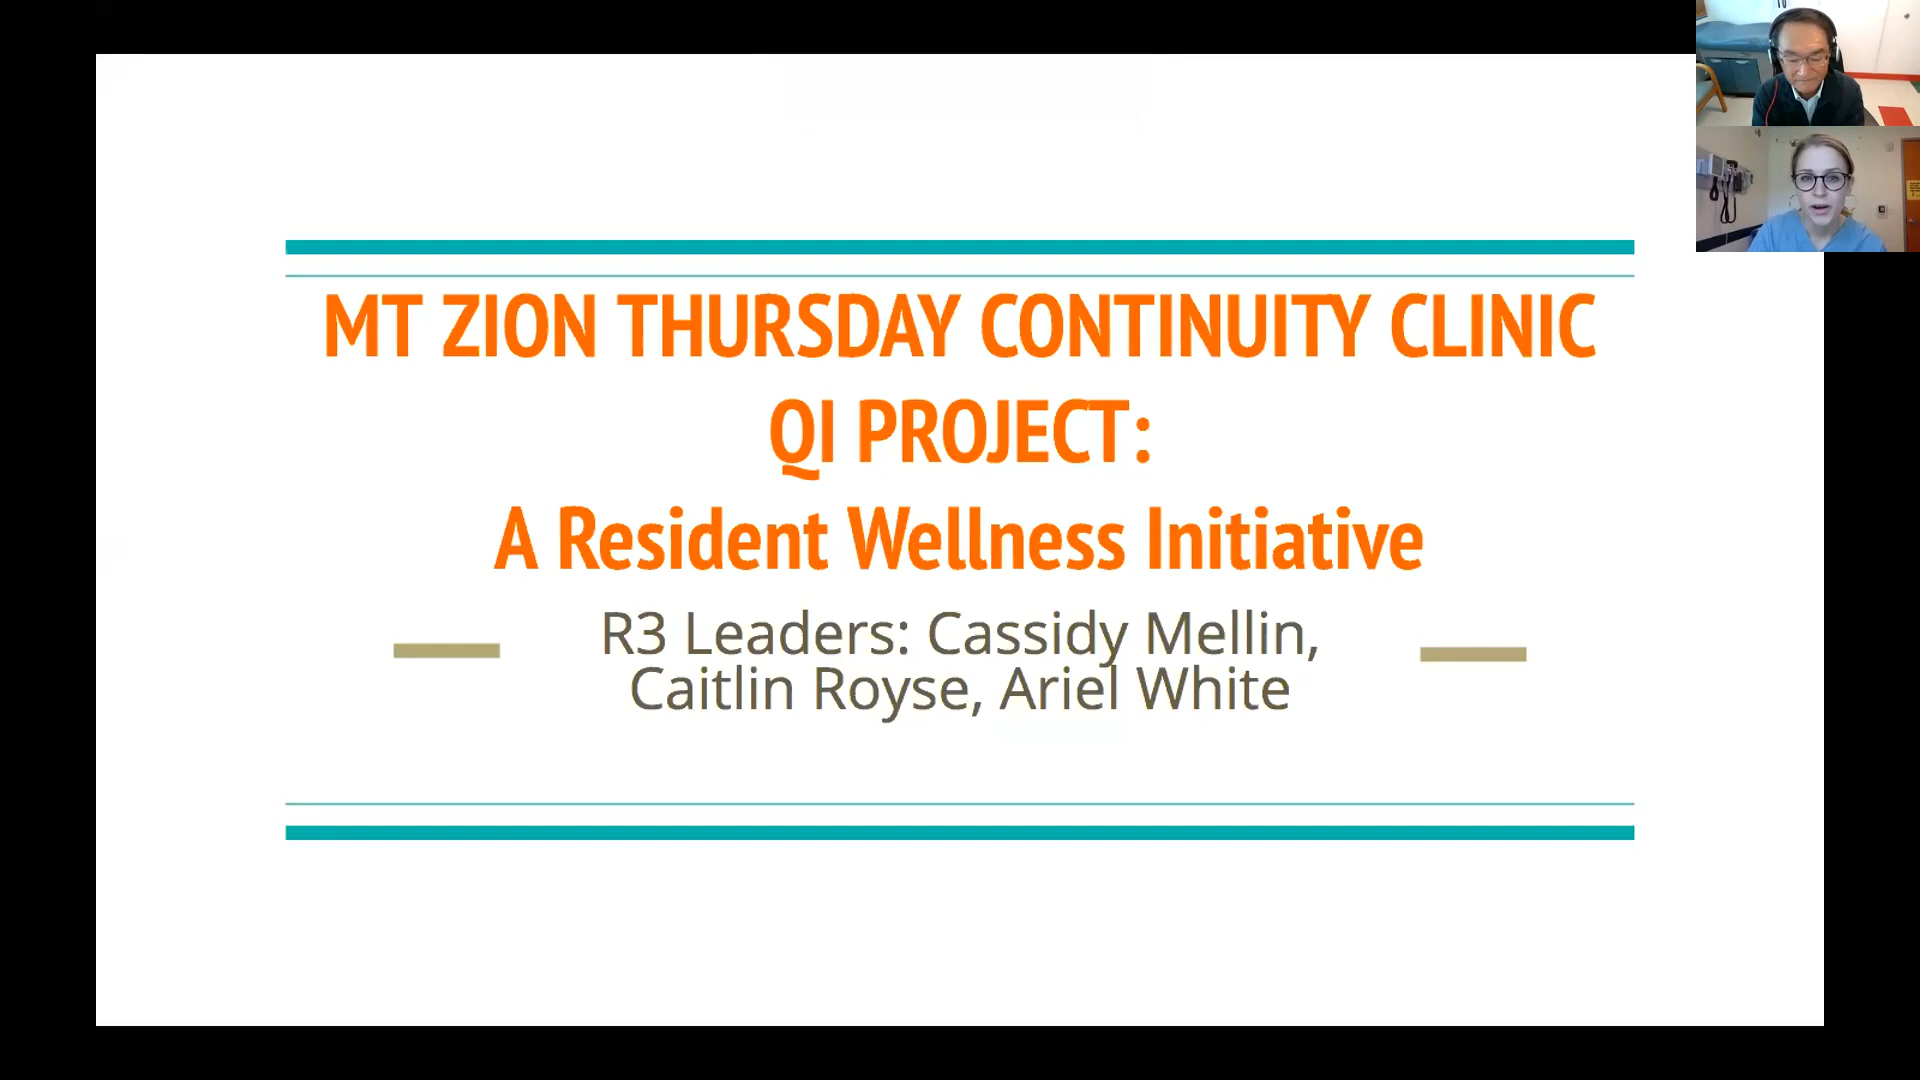 MT ZION THURSDAY CONTINUITY CLINIC
QI PROJECT:
A Resident Wellness Initiative
R3 Leaders: Cassidy Mellin,
Caitlin Royse, Ariel White